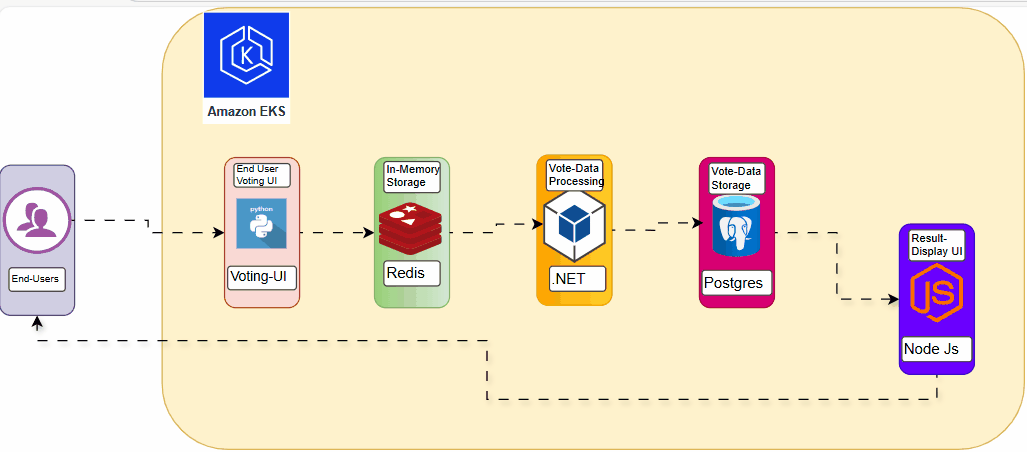 K
Amazon EKS
End-Users
End User
Voting UI
python
Voting-UI
In-Memory
Storage
Redis
Vote-Data
Processing
.NET
Vote-Data
Storage
Postgres
Result-
Display UI
JS
Node Js